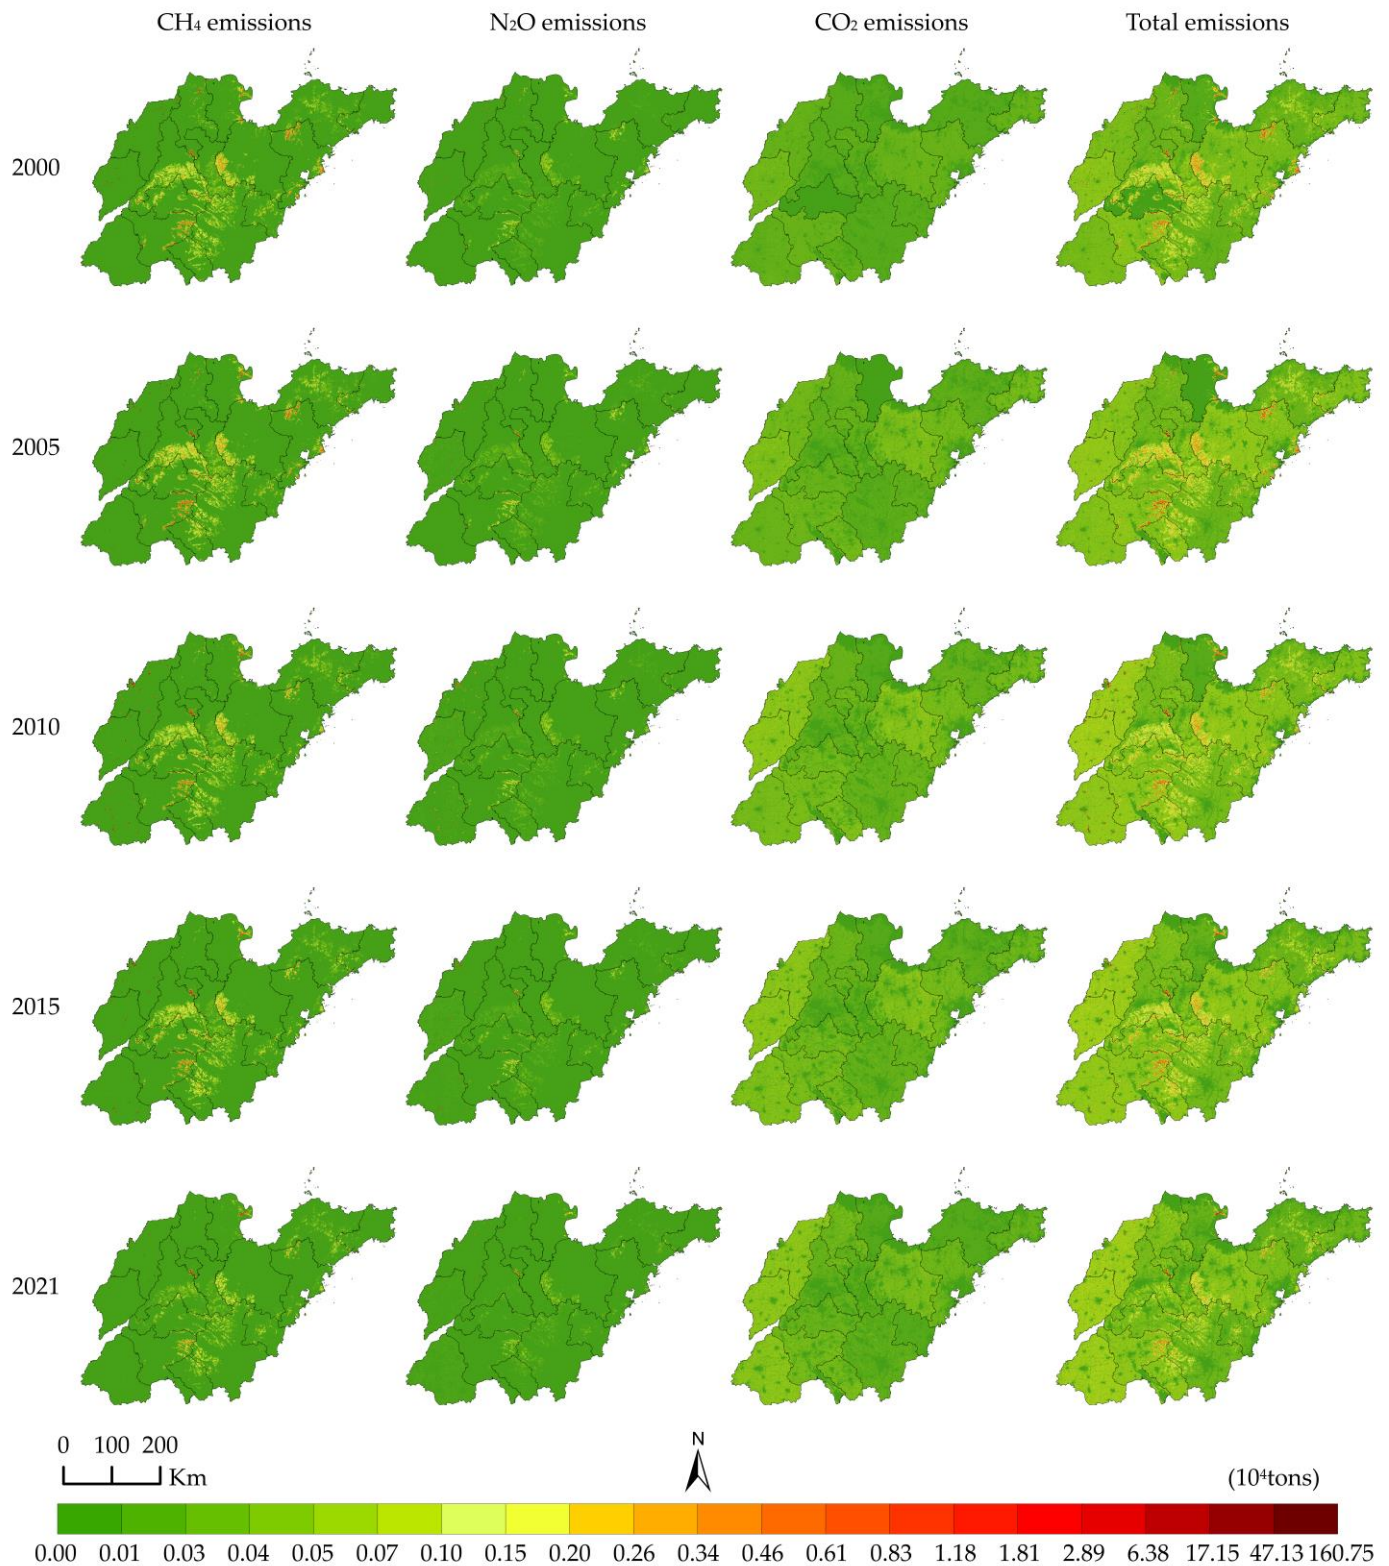 CH₄ emissions N₂O emissions CO₂ emissions Total emissions
2000
2005
2010
2015
2021
0 100 200
Km
N
(10⁴tons)
0.00 0.01 0.03 0.04 0.05 0.07 0.10 0.15 0.20 0.26 0.34 0.46 0.61 0.83 1.18 1.81 2.89 6.38 17.15 47.13 160.75